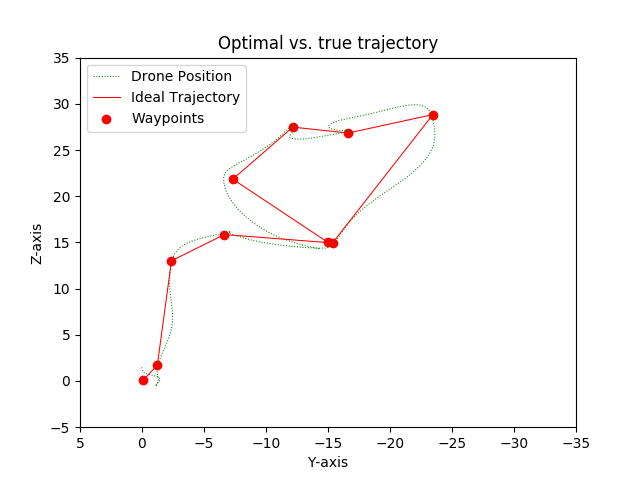 Optimal vs. true trajectory
Drone Position
Ideal Trajectory
Waypoints
35
30
25
20
15
10
5
0
−5
Z-axis
5 0 −5 −10 −15 −20 −25 −30 −35
Y-axis